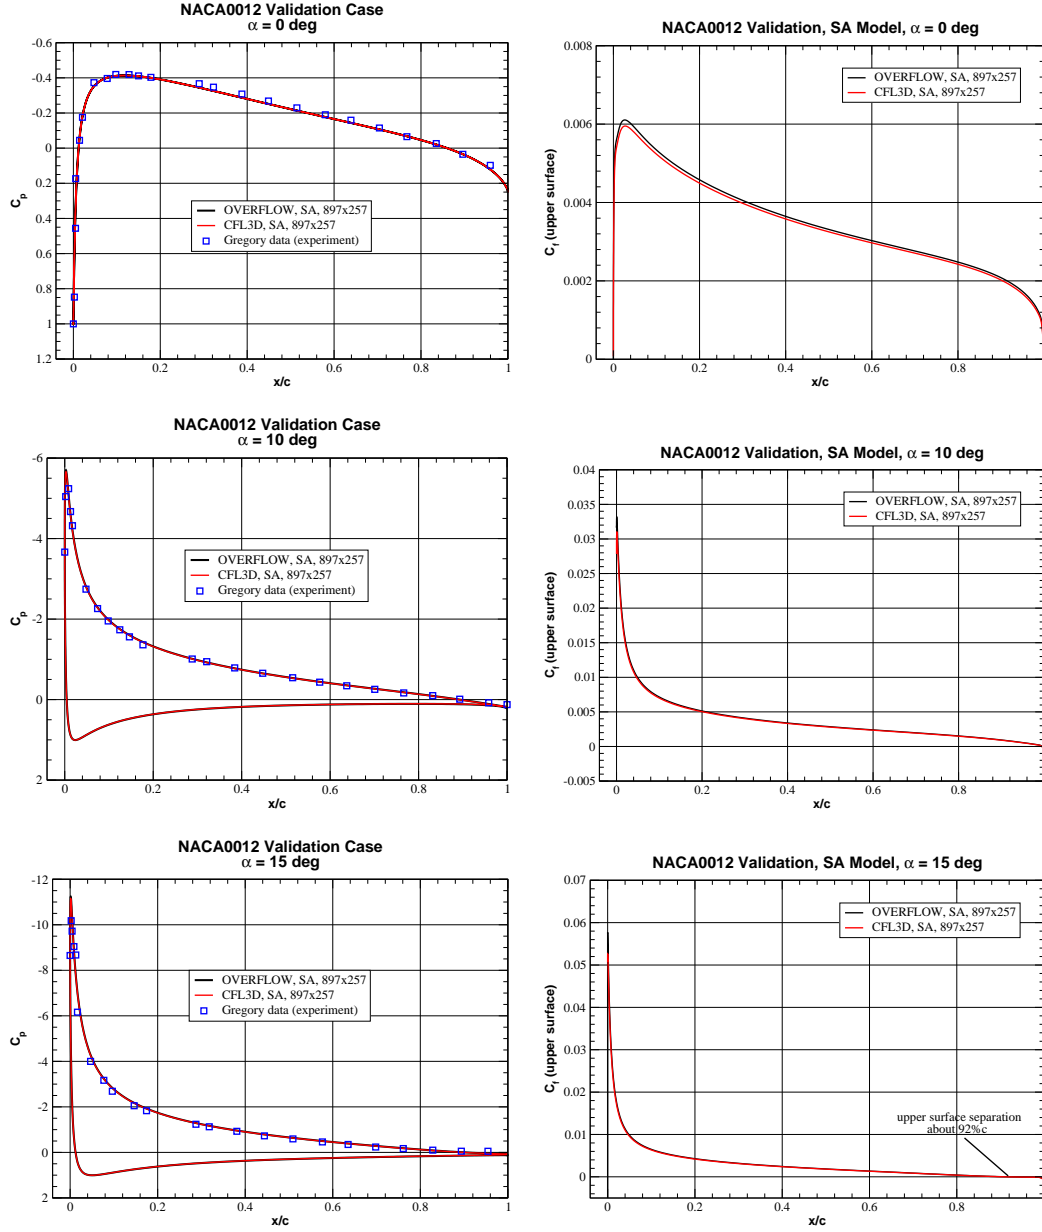 NACA0012 Validation Case
α = 0 deg
-0.6
-0.4
-0.2
0
0.2
0.4
0.6
0.8
1
1.2
Cp
OVERFLOW, SA, 897x257
CFL3D, SA, 897x257
Gregory data (experiment)
0
0.2
0.4
0.6
0.8
1
x/c
NACA0012 Validation, SA Model, α = 0 deg
0.008
0.006
0.004
0.002
0
Cf (upper surface)
OVERFLOW, SA, 897x257
CFL3D, SA, 897x257
0
0.2
0.4
0.6
0.8
x/c
NACA0012 Validation Case
α = 10 deg
-6
-4
-2
0
2
Cp
OVERFLOW, SA, 897x257
CFL3D, SA, 897x257
Gregory data (experiment)
0
0.2
0.4
0.6
0.8
1
x/c
NACA0012 Validation, SA Model, α = 10 deg
0.04
0.035
0.03
0.025
0.02
0.015
0.01
0.005
0
-0.005
Cf (upper surface)
OVERFLOW, SA, 897x257
CFL3D, SA, 897x257
0
0.2
0.4
0.6
0.8
x/c
NACA0012 Validation Case
α = 15 deg
-12
-10
-8
-6
-4
-2
0
2
Cp
OVERFLOW, SA, 897x257
CFL3D, SA, 897x257
Gregory data (experiment)
0
0.2
0.4
0.6
0.8
1
x/c
NACA0012 Validation, SA Model, α = 15 deg
0.07
0.06
0.05
0.04
0.03
0.02
0.01
0
Cf (upper surface)
OVERFLOW, SA, 897x257
CFL3D, SA, 897x257
upper surface separation
about 92%c
0
0.2
0.4
0.6
0.8
x/c